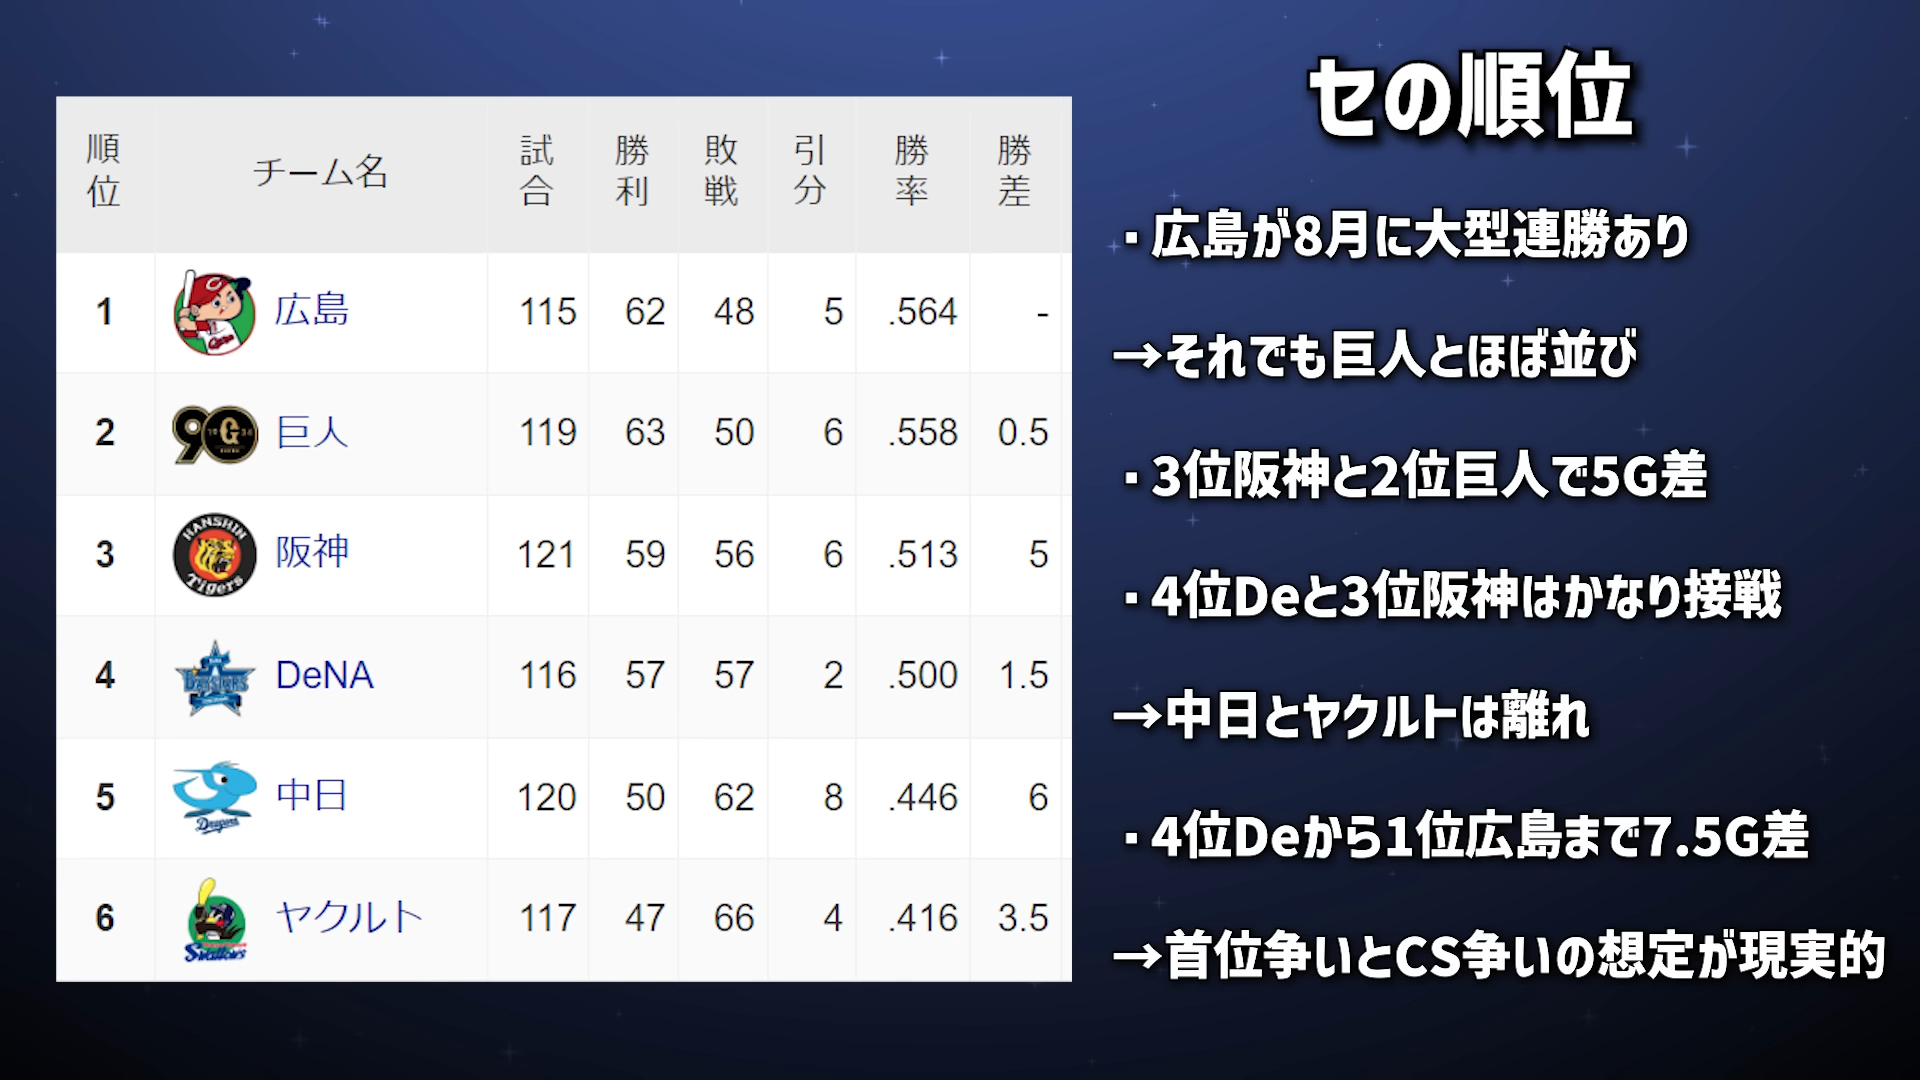 セの順位
順位 チーム名 試合 勝利 敗戦 引分 勝率 勝差
1 広島 115 62 48 5 .564 -
2 巨人 119 63 50 6 .558 0.5
3 HANSHIN Tigers 阪神 121 59 56 6 .513 5
4 DeNA 116 57 57 2 .500 1.5
5 Dragons 中日 120 50 62 8 .446 6
6 Swallows ヤクルト 117 47 66 4 .416 3.5
・広島が8月に大型連勝あり
→それでも巨人とほぼ並び
・3位阪神と2位巨人で5G差
・4位Deと3位阪神はかなり接戦
→中日とヤクルトは離れ
・4位Deから1位広島まで7.5G差
→首位争いとCS争いの想定が現実的